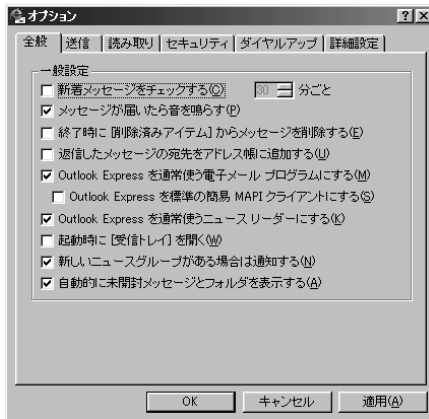 オプション
全般 送信 読み取り セキュリティ ダイヤルアップ 詳細設定
一般設定
新着メッセージをチェックする(C) 30 分ごと
メッセージが届いたら音を鳴らす(P)
終了時に [削除済みアイテム] からメッセージを削除する(E)
返信したメッセージの宛先をアドレス帳に追加する(U)
Outlook Express を通常使う電子メール プログラムにする(M)
Outlook Express を標準の簡易 MAPI クライアントにする(S)
Outlook Express を通常使うニュース リーダーにする(K)
起動時に [受信トレイ] を開く(W)
新しいニュースグループがある場合は通知する(N)
自動的に未開封メッセージとフォルダを表示する(A)
OK キャンセル 適用(A)